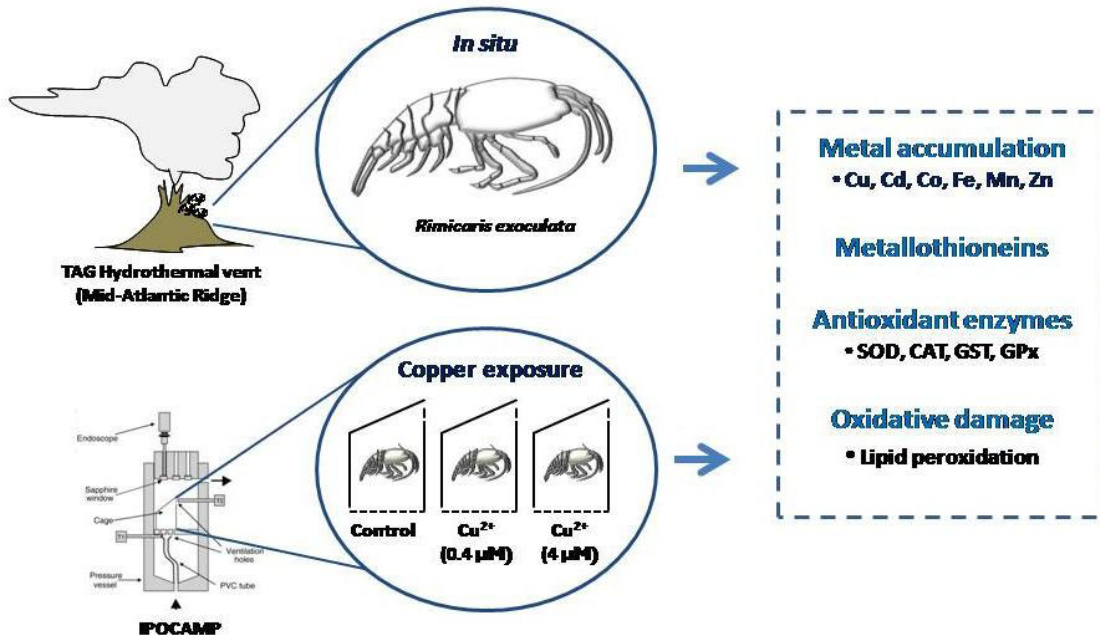 In situ
Rimicaris exoculata
TAG Hydrothermal vent
(Mid-Atlantic Ridge)
Metal accumulation
• Cu, Cd, Co, Fe, Mn, Zn
Metallothioneins
Antioxidant enzymes
• SOD, CAT, GST, GPx
Oxidative damage
• Lipid peroxidation
Copper exposure
Control
Cu²⁺
(0.4 µM)
Cu²⁺
(4 µM)
Endoscope
Sapphire
window
Cage
Ventilation
holes
Pressure
vessel
PVC tube
IPOCAMP